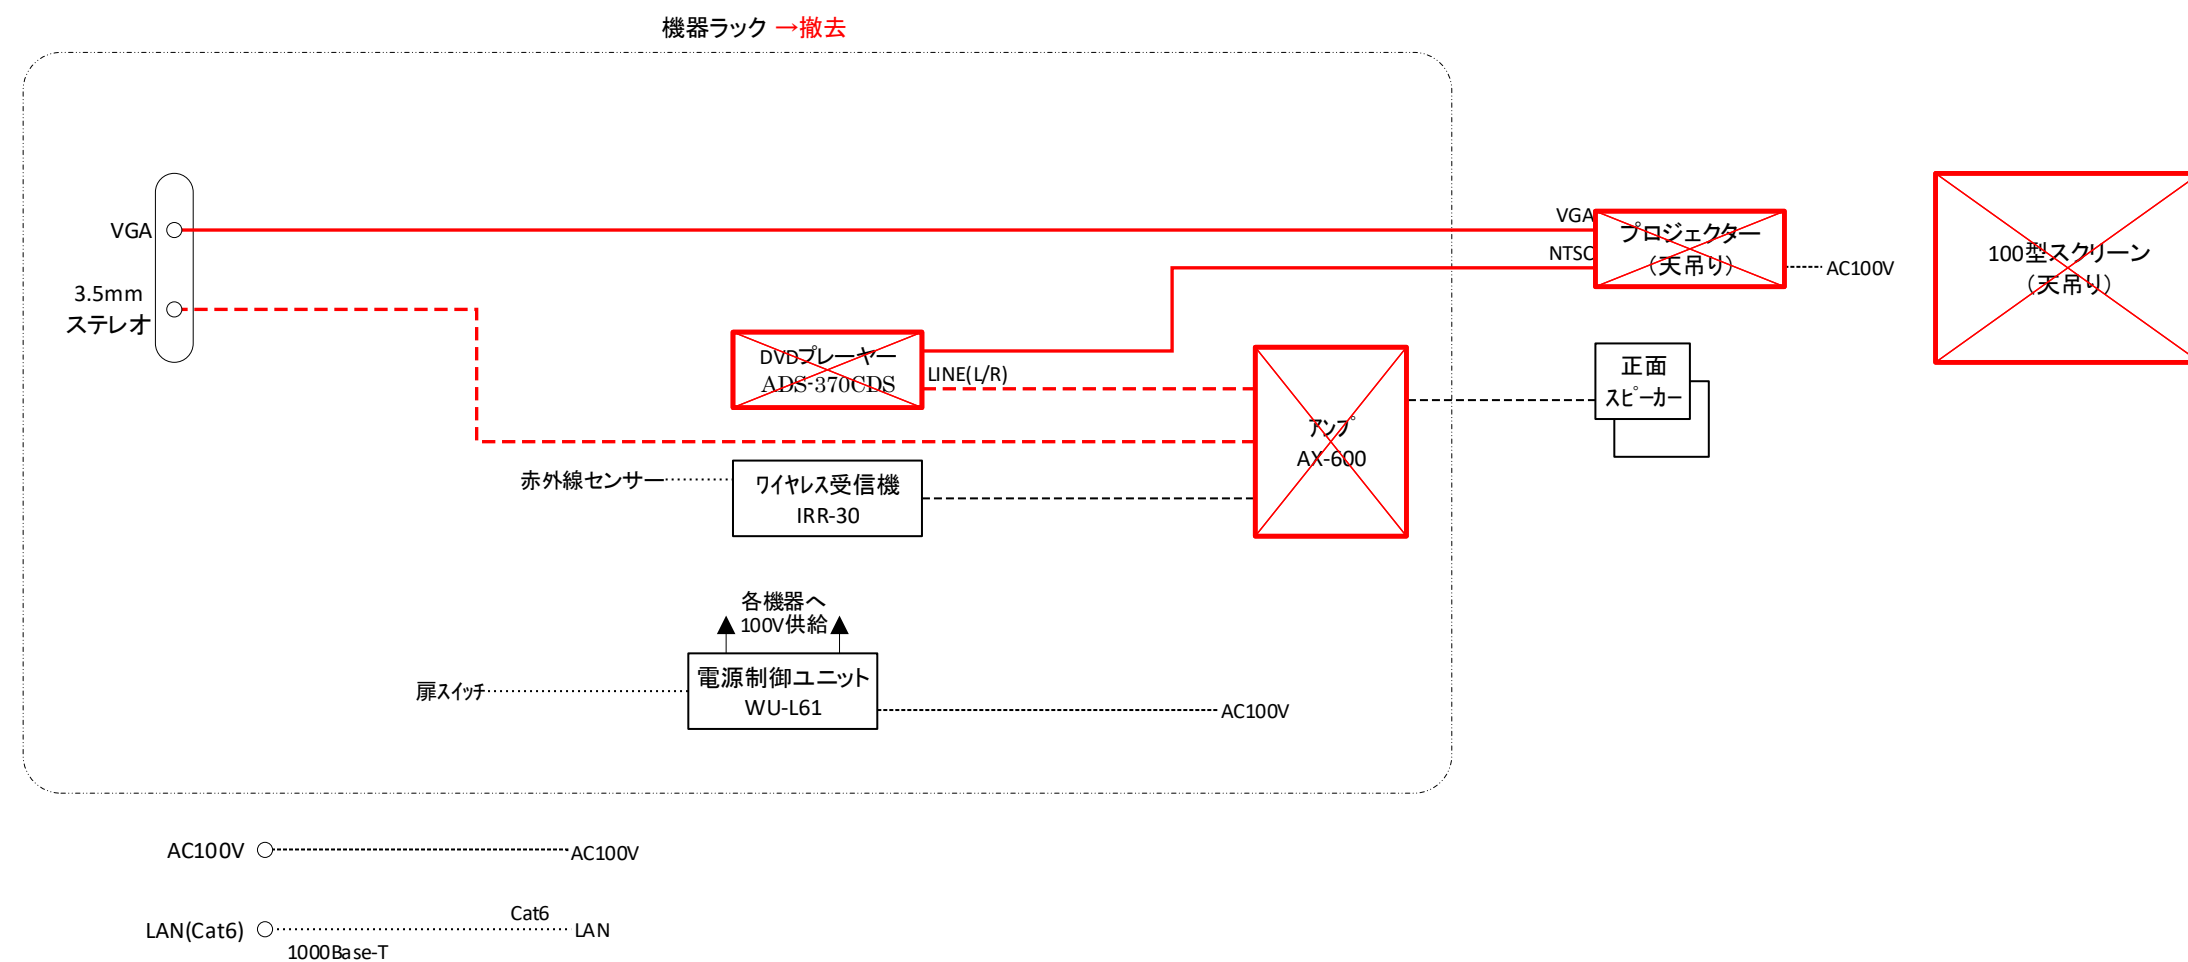 機器ラック →撤去
VGA
3.5mm
ステレオ
VGA
NTSC
プロジェクター
（天吊り）
AC100V
100型スクリーン
（天吊り）
DVDプレーヤー
ADS-370CDS
LINE(L/R)
アンプ
AX-600
正面
スピーカー
赤外線センサー
ワイヤレス受信機
IRR-30
各機器へ
100V供給
電源制御ユニット
WU-L61
扉スイッチ
AC100V
AC100V
AC100V
LAN(Cat6)
Cat6
LAN
1000Base-T